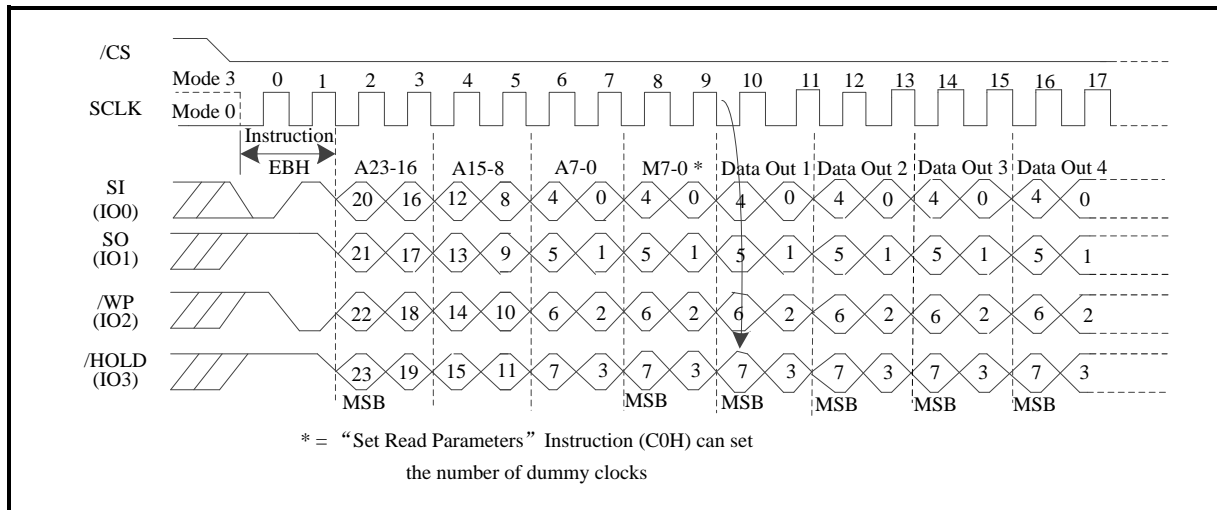 /CS
Mode 3 0 1 2 3 4 5 6 7 8 9 10 11 12 13 14 15 16 17
SCLK Mode 0
Instruction
EBH A23-16 A15-8 A7-0 M7-0 * Data Out 1 Data Out 2 Data Out 3 Data Out 4
SI
(IO0) 20 16 12 8 4 0 4 0 4 0 4 0 4 0 4 0
SO
(IO1) 21 17 13 9 5 1 5 1 5 1 5 1 5 1 5 1
/WP
(IO2) 22 18 14 10 6 2 6 2 6 2 6 2 6 2 6 2
/HOLD
(IO3) 23 19 15 11 7 3 7 3 7 3 7 3 7 3 7 3
MSB MSB MSB MSB MSB MSB
* = “Set Read Parameters” Instruction (C0H) can set
the number of dummy clocks